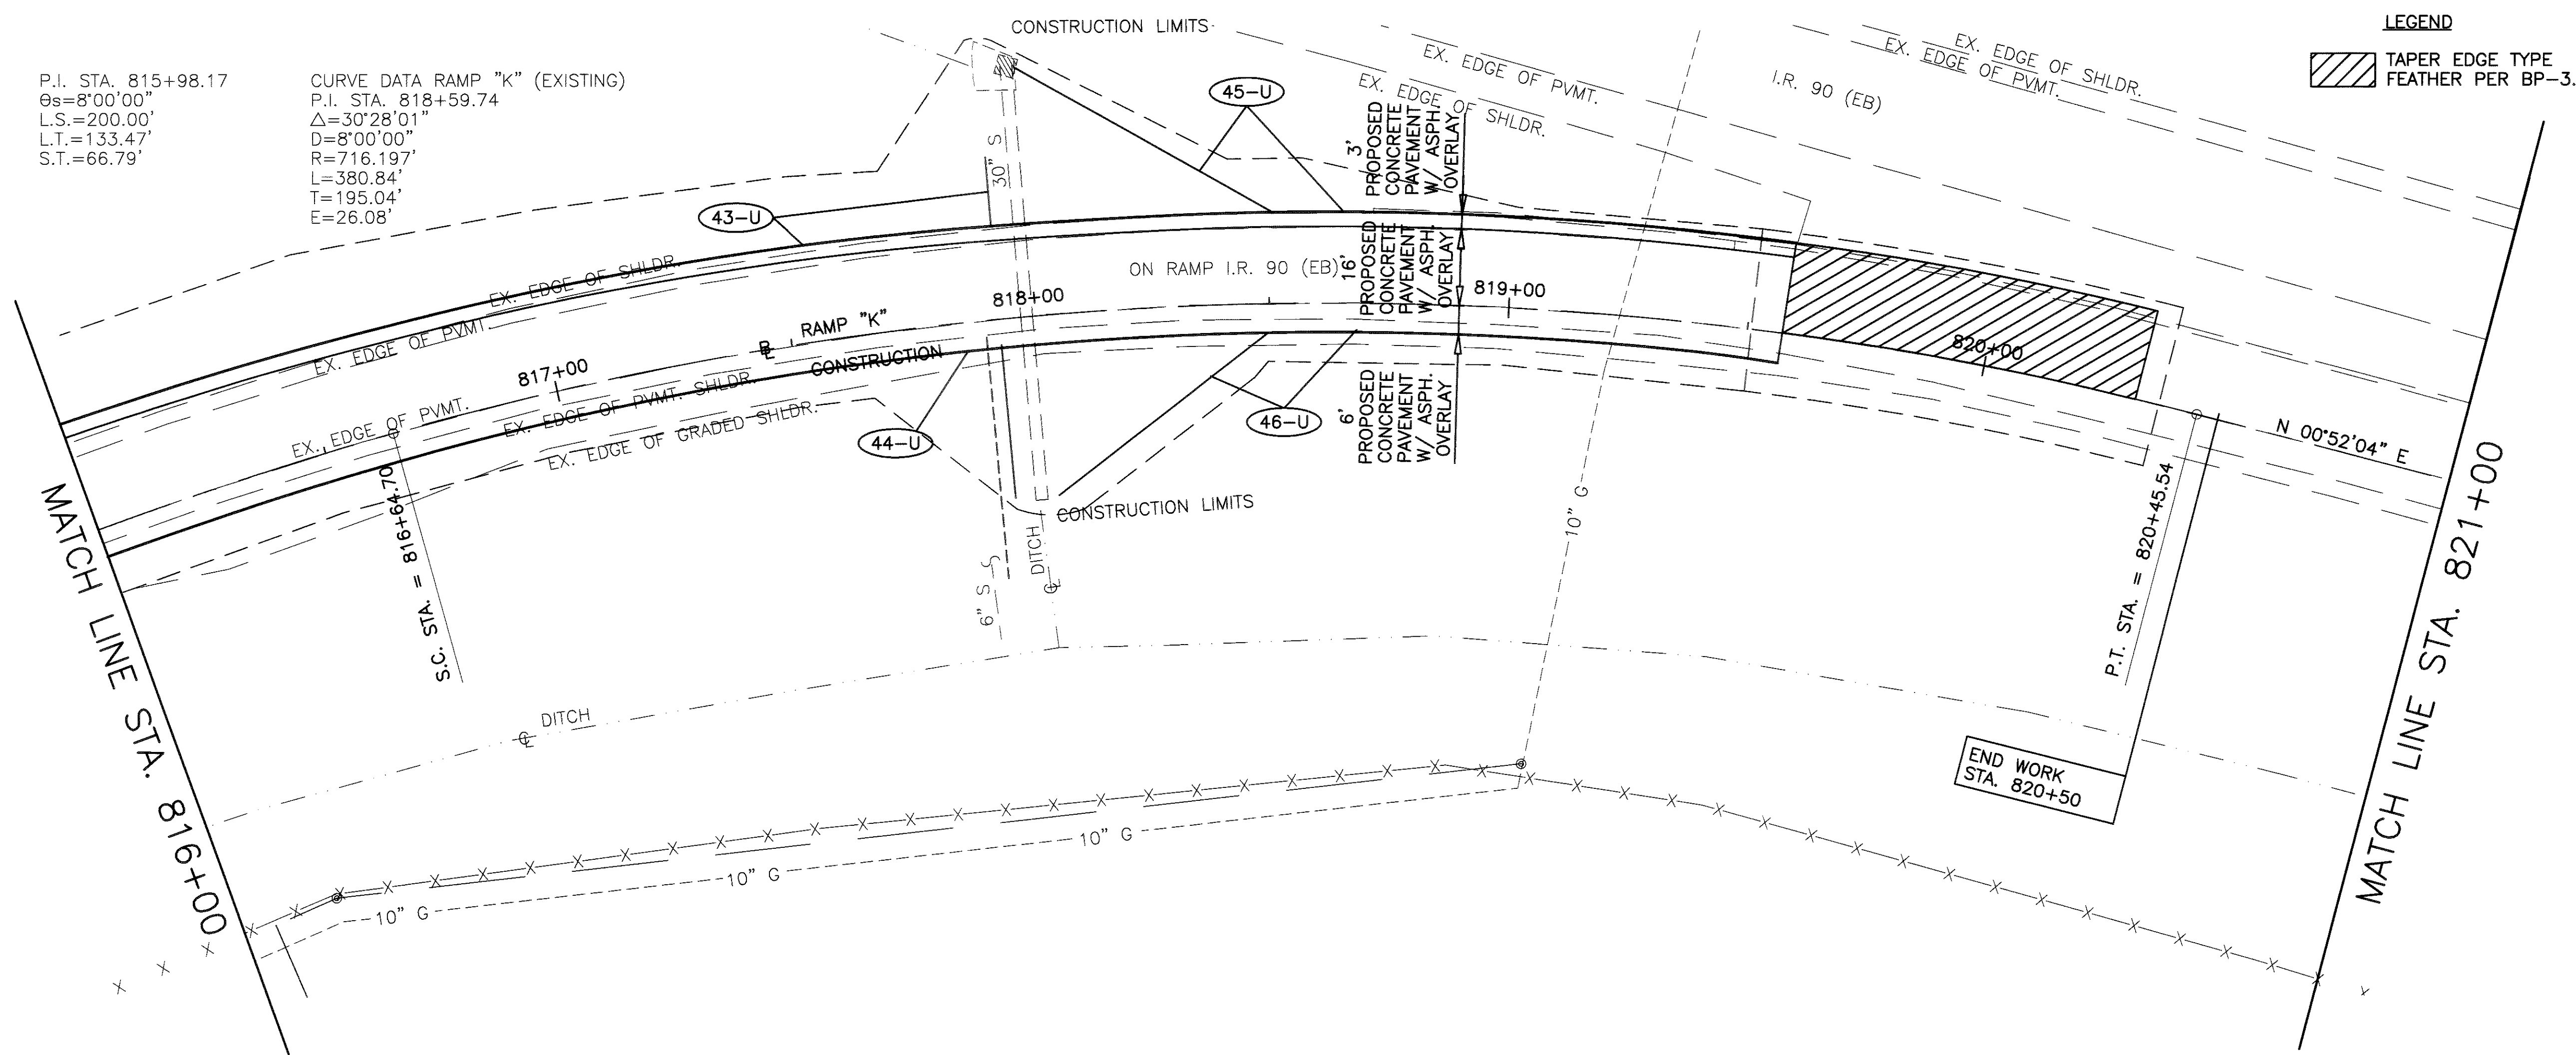 CONSTRUCTION LIMITS
LEGEND
TAPER EDGE TYPE
FEATHER PER BP-3.
P.I. STA. 815+98.17
Θs=8°00'00"
L.S.=200.00'
L.T.=133.47'
S.T.=66.79'
CURVE DATA RAMP "K" (EXISTING)
P.I. STA. 818+59.74
△=30°28'01"
D=8°00'00"
R=716.197'
L=380.84'
T=195.04'
E=26.08'
EX. EDGE OF PVMT.
EX. EDGE OF SHLDR.
I.R. 90 (EB)
EX. EDGE OF SHLDR.
EX. EDGE OF PVMT.
45-U
43-U
30" S
3'
PROPOSED
CONCRETE
PAVEMENT
W/ ASPH.
OVERLAY
16'
PROPOSED
CONCRETE
PAVEMENT
W/ ASPH.
OVERLAY
6'
PROPOSED
CONCRETE
PAVEMENT
W/ ASPH.
OVERLAY
ON RAMP I.R. 90 (EB)
EX. EDGE OF SHLDR.
EX. EDGE OF PVMT.
817+00
818+00
819+00
820+00
RAMP "K"
CONSTRUCTION
EX. EDGE OF PVMT.
EX. EDGE OF PVMT. SHLDR.
EX. EDGE OF GRADED SHLDR.
44-U
46-U
CONSTRUCTION LIMITS
N 00°52'04" E
S.C. STA. = 816+64.70
P.T. STA. = 820+45.54
6" S
DITCH
10" G
DITCH
END WORK
STA. 820+50
10" G
10" G
10" G
MATCH LINE STA. 816+00
MATCH LINE STA. 821+00